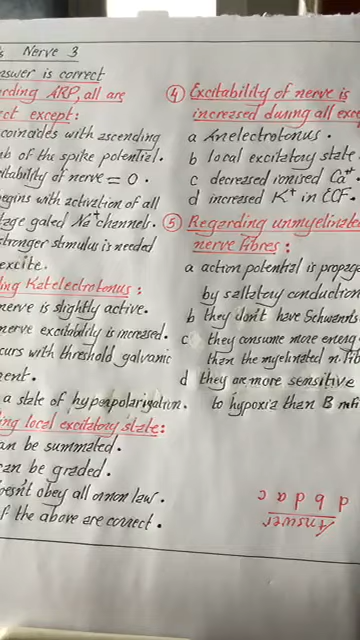 Nerve 3
answer is correct
rding ARP, all are
ct except:
coincides with ascending
b of the spike potential.
itability of nerve = 0.
egins with activation of all
tage gated Na+ channels.
stronger stimulus is needed
excite.
ing Katelectrotonus:
nerve is slightly active.
nerve excitability is increased.
curs with threshold galvanic
ent.
a state of hyperpolarization.
ing local excitatory state:
an be summated.
can be graded.
oesn't obey all or non law.
f the above are correct.
④ Excitability of nerve is
increased during all exc
a Anelectrotonus.
b local excitatory state.
c decreased ionised Ca++.
d increased K+ in ECF.
⑤ Regarding unmyelinated
nerve fibres:
a action potential is propag
by saltatory conduction
b they don't have Schwann's
c they consume more energ
than the myelinated n. fib
d they are more sensitive
to hypoxia than B
Answer
d b d a c